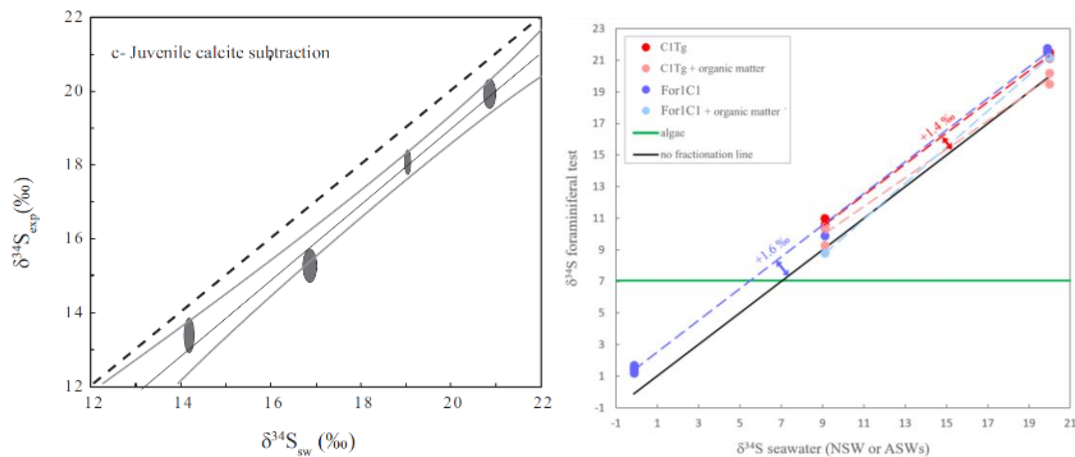 22
c- Juvenile calcite subtraction
20
18
16
14
12
12 14 16 18 20 22
δ³⁴S_exp(‰)
δ³⁴S_sw (‰)
23
21
19
17
15
13
11
9
7
5
3
1
-1
-1 1 3 5 7 9 11 13 15 17 19 21
C1Tg
C1Tg + organic matter
For1C1
For1C1 + organic matter
algae
no fractionation line
+1.4 ‰
+1.6 ‰
δ³⁴S foraminiferal test
δ³⁴S seawater (NSW or ASWs)